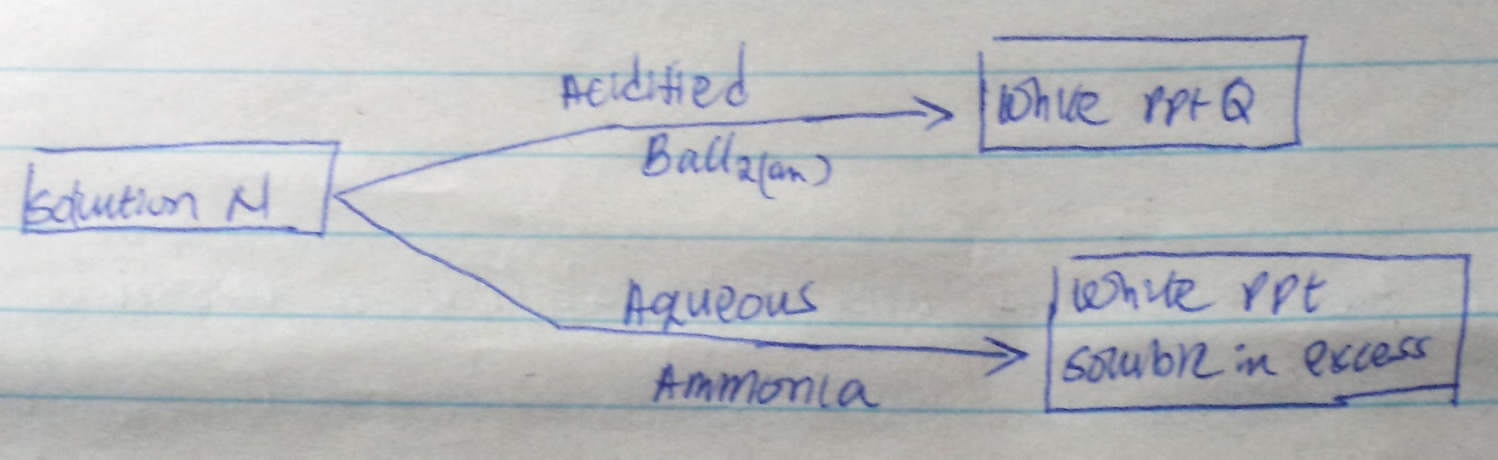 Solution N
Acidified
BaCl2(aq)
White ppt Q
Aqueous
Ammonia
White ppt
soluble in excess